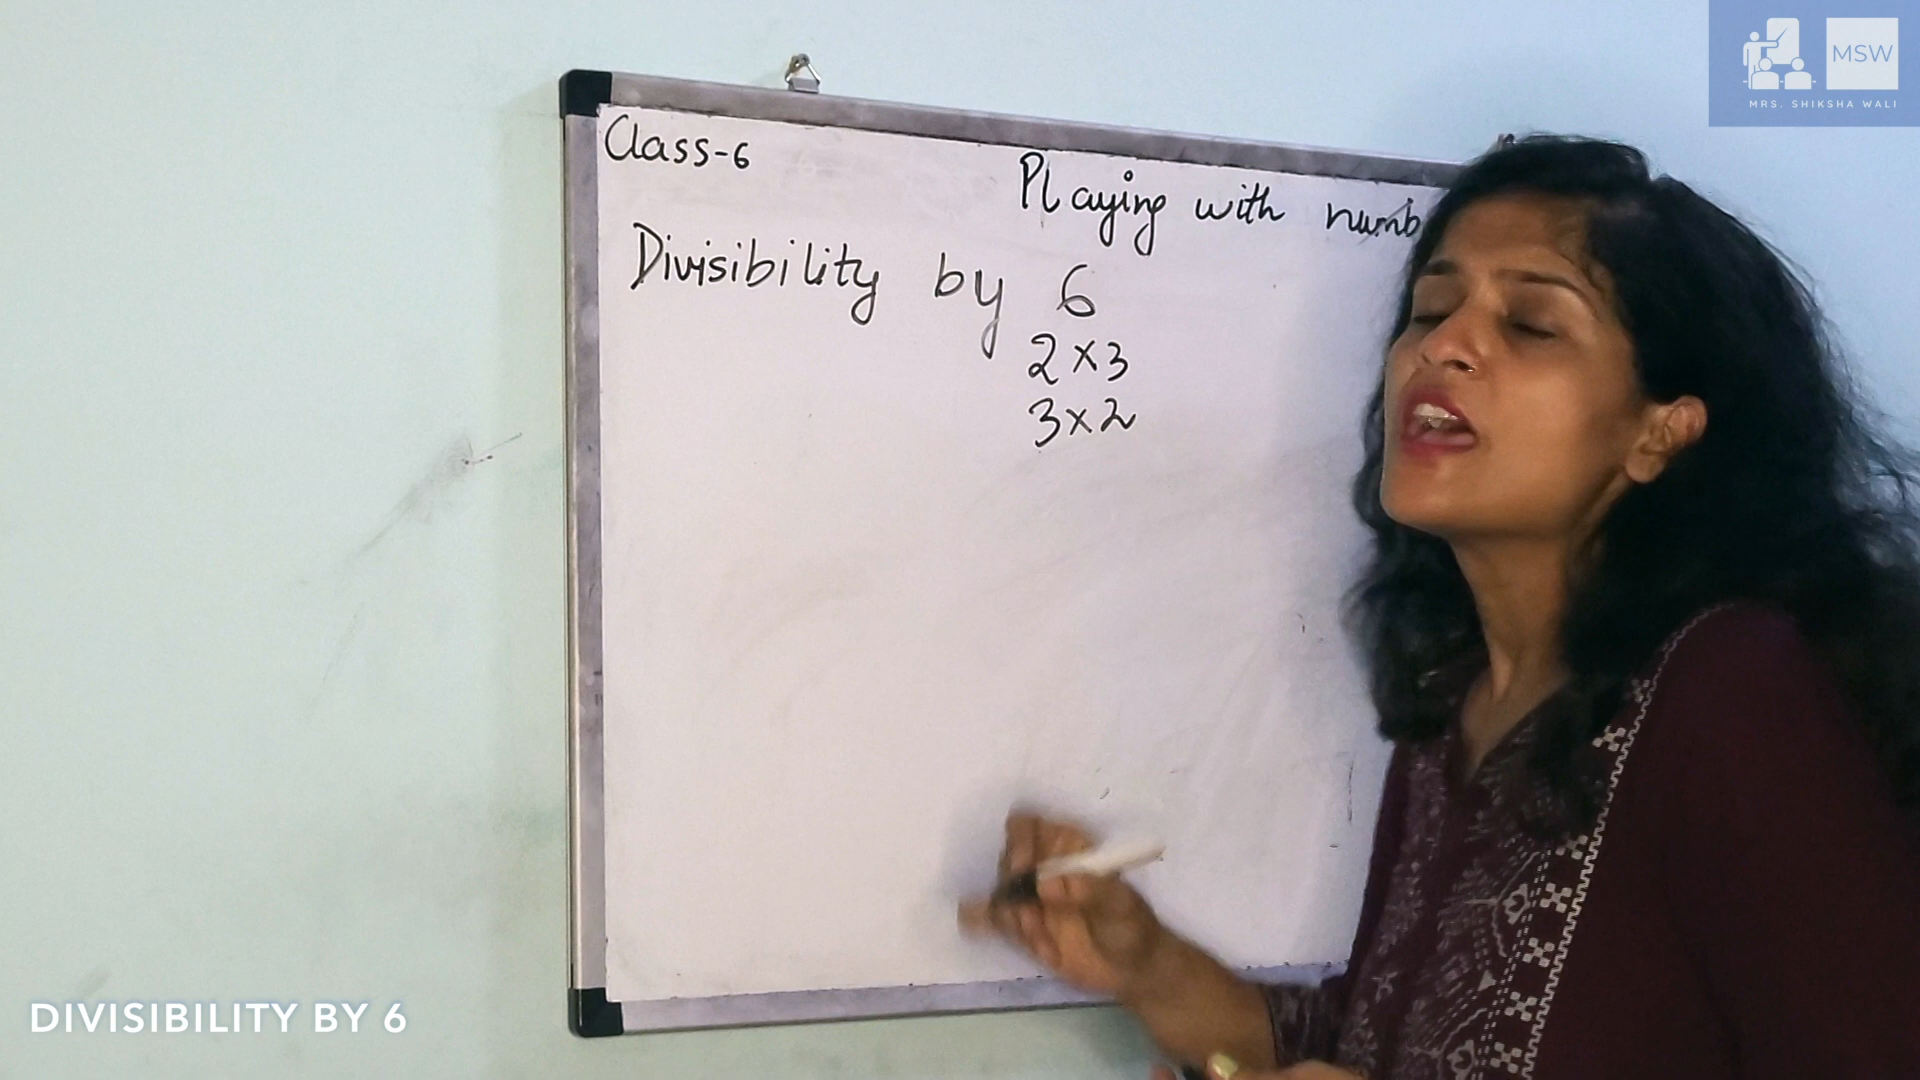 MSW
MRS. SHIKSHA WALI
Class-6
Playing with numb
Divisibility by 6
2×3
3×2
DIVISIBILITY BY 6